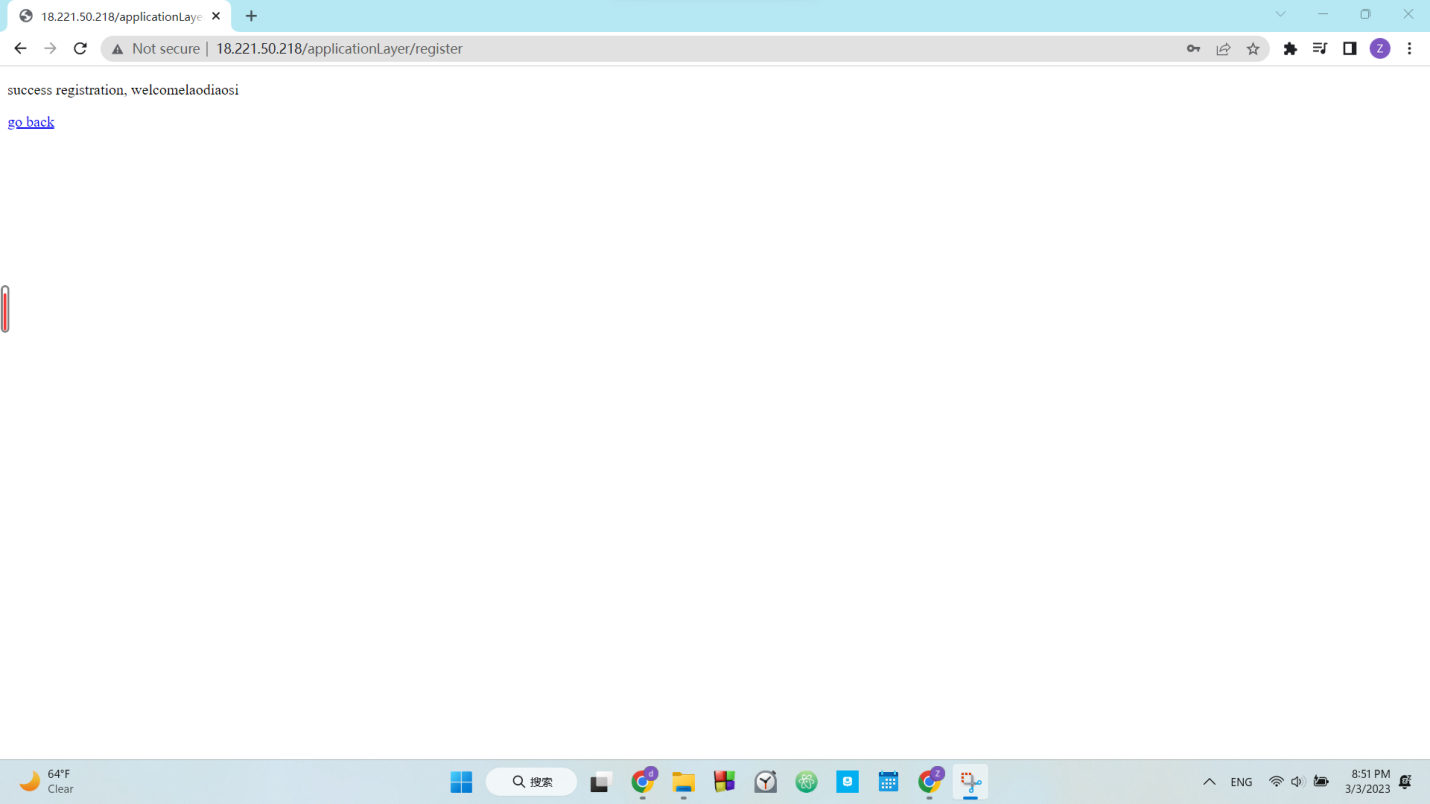 18.221.50.218/applicationLaye
Not secure | 18.221.50.218/applicationLayer/register
Z
success registration, welcomelaodiaosi
go back
64°F
Clear
搜索
d
Z
ENG
8:51 PM
3/3/2023